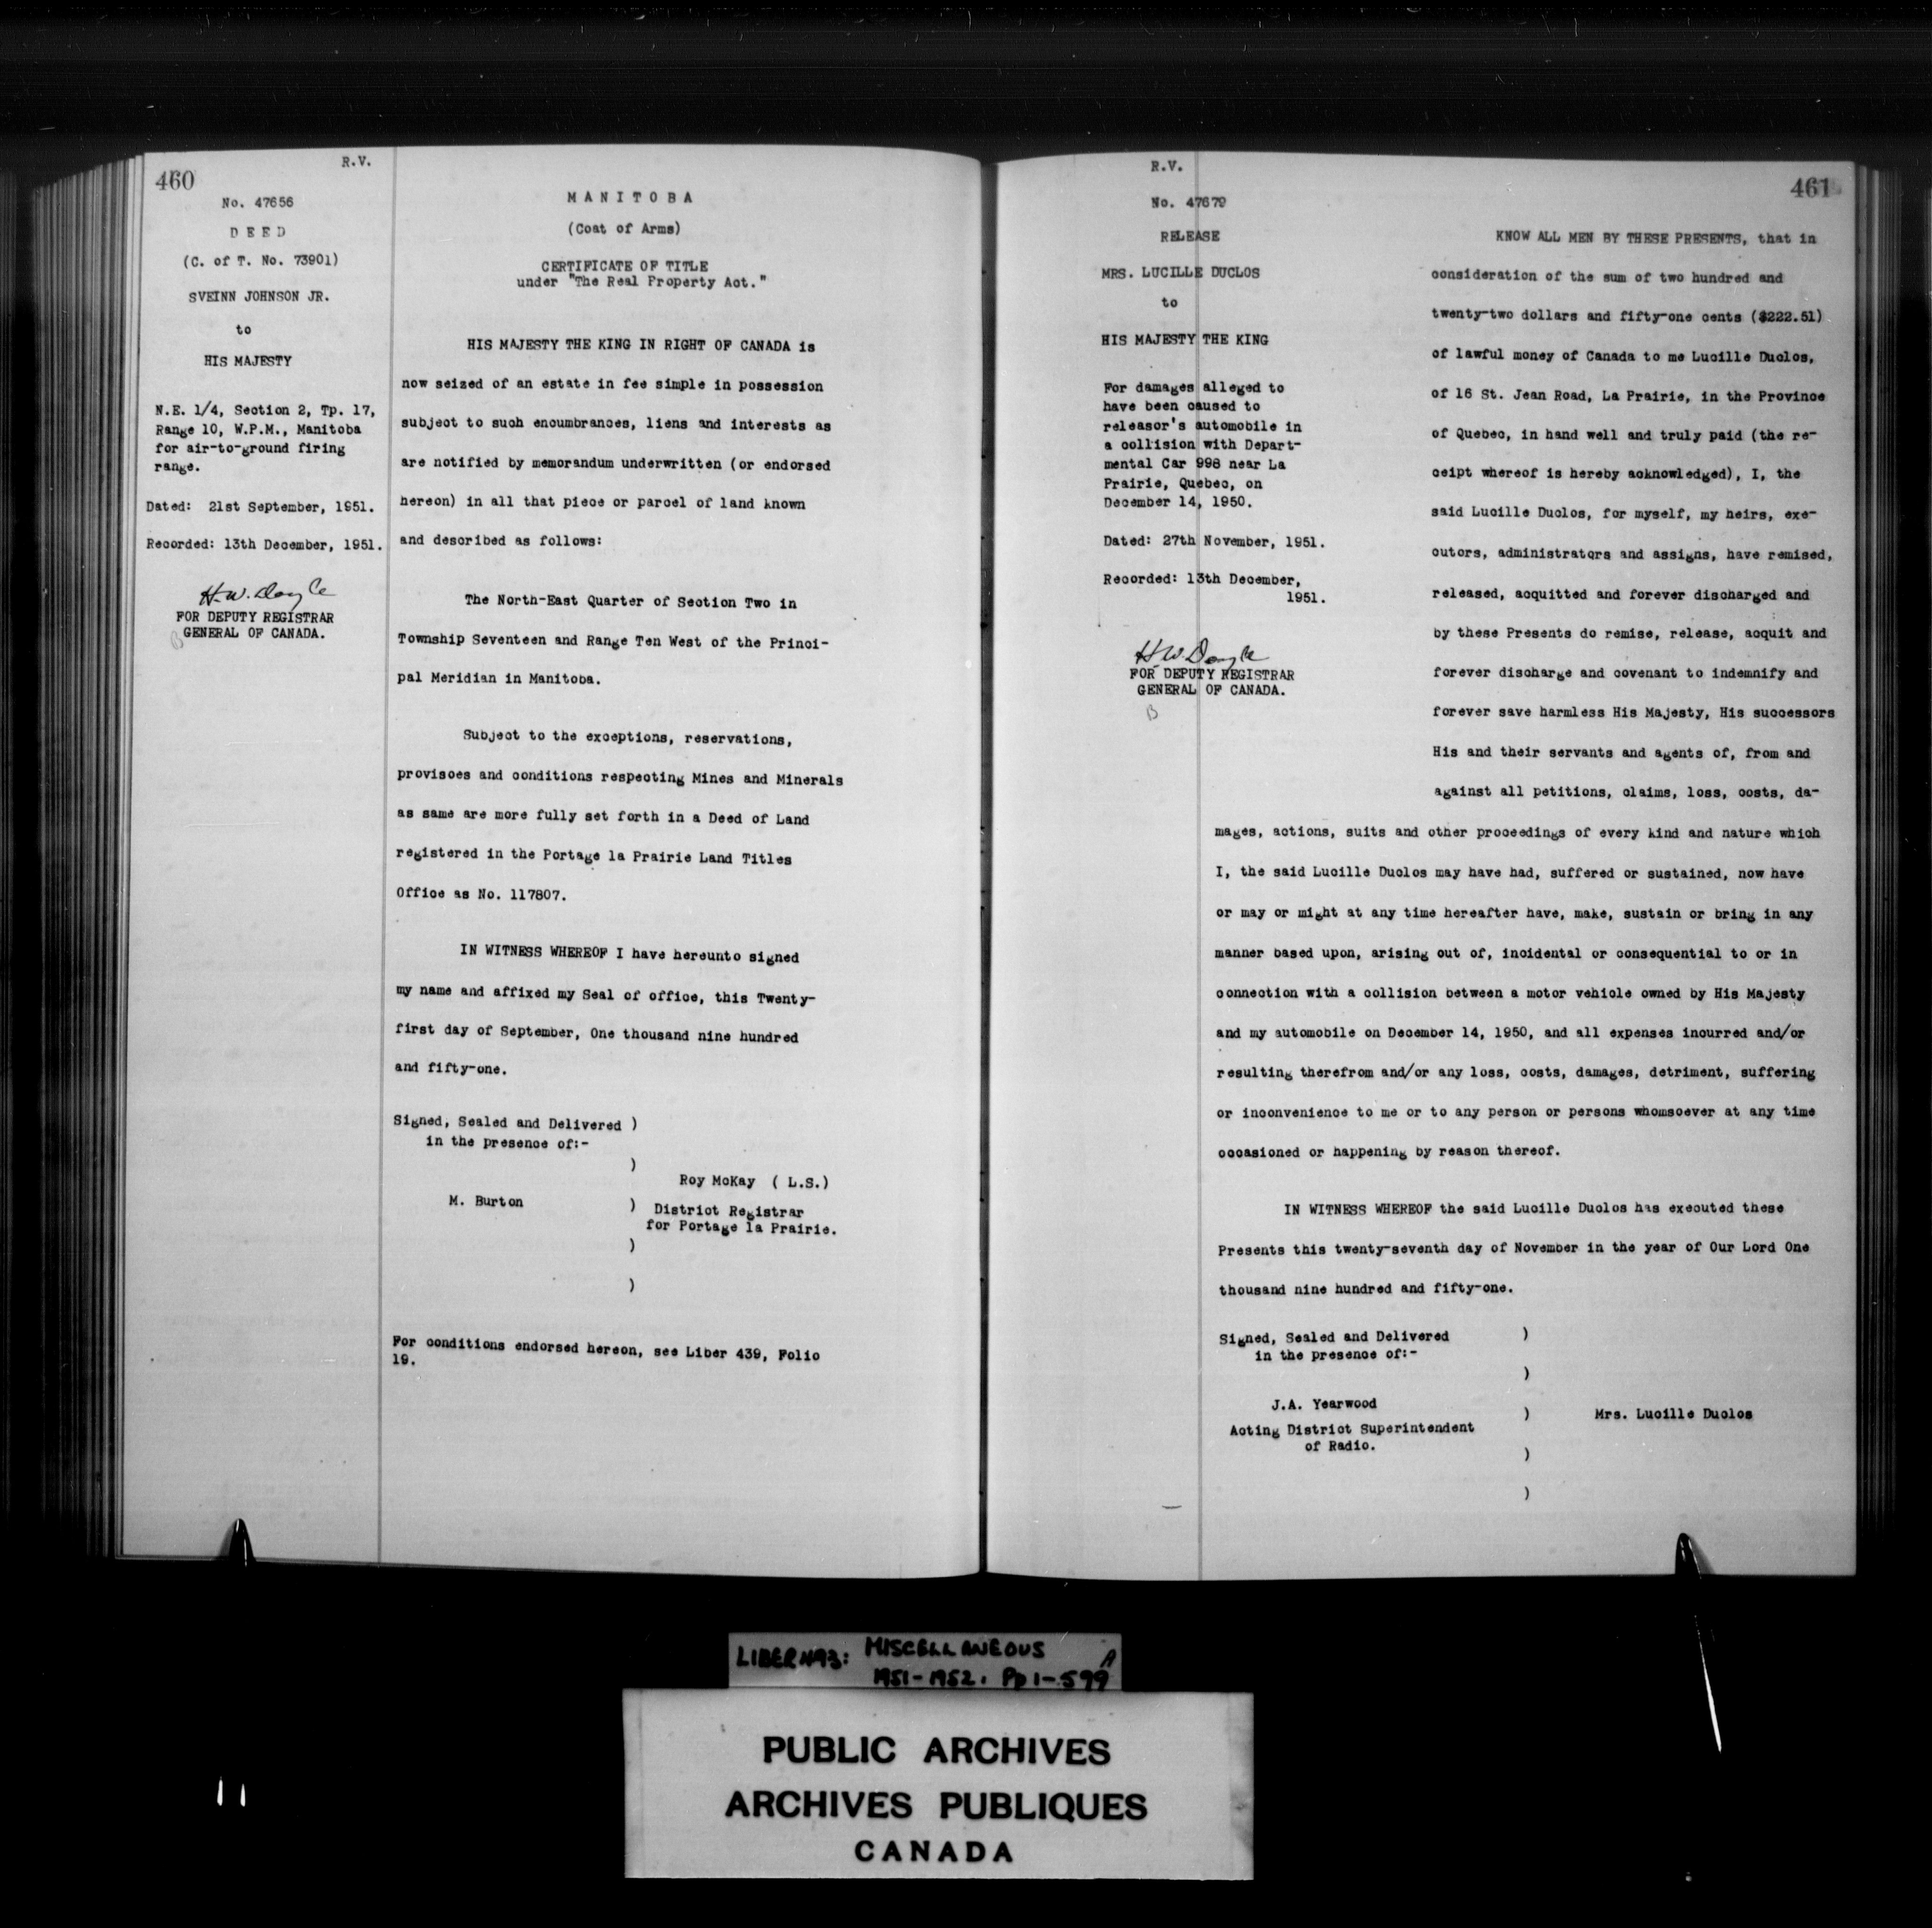 460
R.V.
No. 47656
DEED
(C. of T. No. 73901)
SVEINN JOHNSON JR.
to
HIS MAJESTY
N.E. 1/4, Section 2, Tp. 17,
Range 10, W.P.M., Manitoba
for air-to-ground firing
range.
Dated: 21st September, 1951.
Recorded: 13th December, 1951.
H.W. Doyle
FOR DEPUTY REGISTRAR
GENERAL OF CANADA.
B
MANITOBA
(Coat of Arms)
CERTIFICATE OF TITLE
under "The Real Property Act."
HIS MAJESTY THE KING IN RIGHT OF CANADA is
now seized of an estate in fee simple in possession
subject to such encumbrances, liens and interests as
are notified by memorandum underwritten (or endorsed
hereon) in all that piece or parcel of land known
and described as follows:
The North-East Quarter of Section Two in
Township Seventeen and Range Ten West of the Princi-
pal Meridian in Manitoba.
Subject to the exceptions, reservations,
provisoes and conditions respecting Mines and Minerals
as same are more fully set forth in a Deed of Land
registered in the Portage la Prairie Land Titles
Office as No. 117807.
IN WITNESS WHEREOF I have hereunto signed
my name and affixed my Seal of office, this Twenty-
first day of September, One thousand nine hundred
and fifty-one.
Signed, Sealed and Delivered )
in the presence of:-
)
Roy McKay ( L.S.)
M. Burton ) District Registrar
for Portage la Prairie.
)
)
For conditions endorsed hereon, see Liber 439, Folio
19.
R.V.
461
No. 47679
RELEASE
MRS. LUCILLE DUCLOS
to
HIS MAJESTY THE KING
For damages alleged to
have been caused to
releasor's automobile in
a collision with Depart-
mental Car 998 near La
Prairie, Quebec, on
December 14, 1950.
Dated: 27th November, 1951.
Recorded: 13th December,
1951.
H.W. Doyle
FOR DEPUTY REGISTRAR
GENERAL OF CANADA.
B
KNOW ALL MEN BY THESE PRESENTS, that in
consideration of the sum of two hundred and
twenty-two dollars and fifty-one cents ($222.51)
of lawful money of Canada to me Lucille Duclos,
of 16 St. Jean Road, La Prairie, in the Province
of Quebec, in hand well and truly paid (the re-
ceipt whereof is hereby acknowledged), I, the
said Lucille Duclos, for myself, my heirs, exe-
cutors, administrators and assigns, have remised,
released, acquitted and forever discharged and
by these Presents do remise, release, acquit and
forever discharge and covenant to indemnify and
forever save harmless His Majesty, His successors
His and their servants and agents of, from and
against all petitions, claims, loss, costs, da-
mages, actions, suits and other proceedings of every kind and nature which
I, the said Lucille Duclos may have had, suffered or sustained, now have
or may or might at any time hereafter have, make, sustain or bring in any
manner based upon, arising out of, incidental or consequential to or in
connection with a collision between a motor vehicle owned by His Majesty
and my automobile on December 14, 1950, and all expenses incurred and/or
resulting therefrom and/or any loss, costs, damages, detriment, suffering
or inconvenience to me or to any person or persons whomsoever at any time
occasioned or happening by reason thereof.
IN WITNESS WHEREOF the said Lucille Duclos has executed these
Presents this twenty-seventh day of November in the year of Our Lord One
thousand nine hundred and fifty-one.
Signed, Sealed and Delivered )
in the presence of:-
)
J.A. Yearwood
) Mrs. Lucille Duclos
Acting District Superintendent
of Radio.
)
)
LIBER 493: MISCELLANEOUS A
1951-1952. Pp 1-599
PUBLIC ARCHIVES
ARCHIVES PUBLIQUES
CANADA